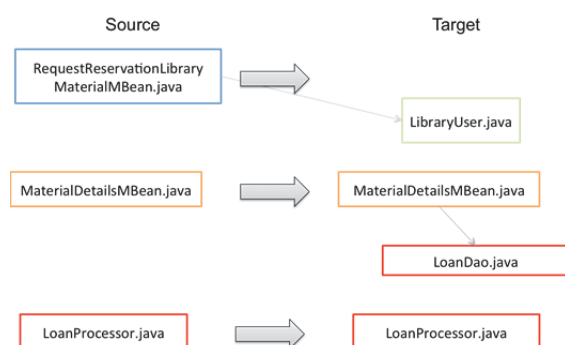 Source
Target
RequestReservationLibrary
MaterialMBean.java
LibraryUser.java
MaterialDetailsMBean.java
MaterialDetailsMBean.java
LoanDao.java
LoanProcessor.java
LoanProcessor.java